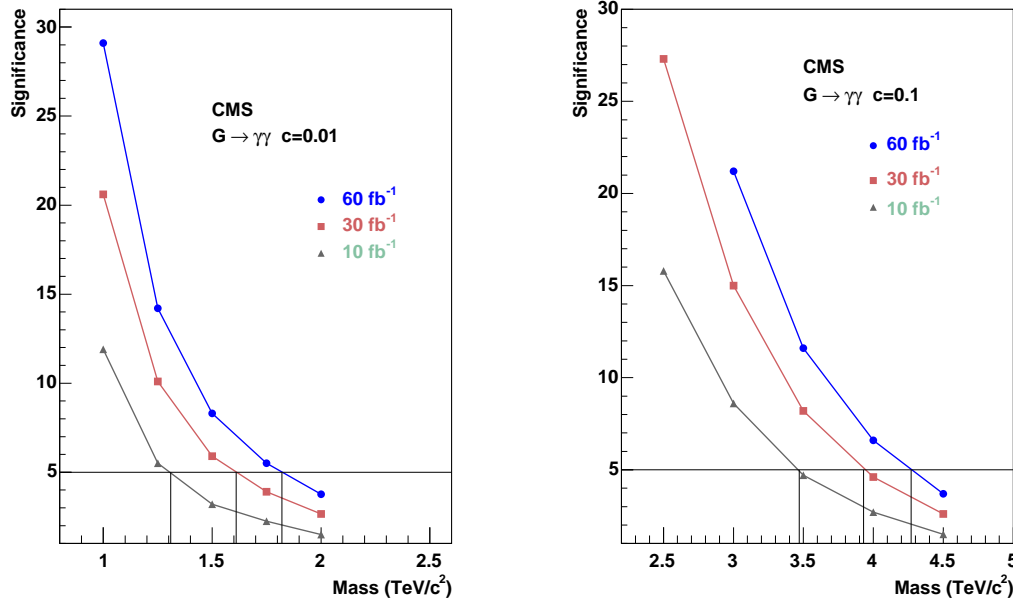 Significance
30
25
20
15
10
5
CMS
G → γγ c=0.01
60 fb⁻¹
30 fb⁻¹
10 fb⁻¹
1 1.5 2 2.5
Mass (TeV/c²)
Significance
30
25
20
15
10
5
CMS
G → γγ c=0.1
60 fb⁻¹
30 fb⁻¹
10 fb⁻¹
2.5 3 3.5 4 4.5 5
Mass (TeV/c²)